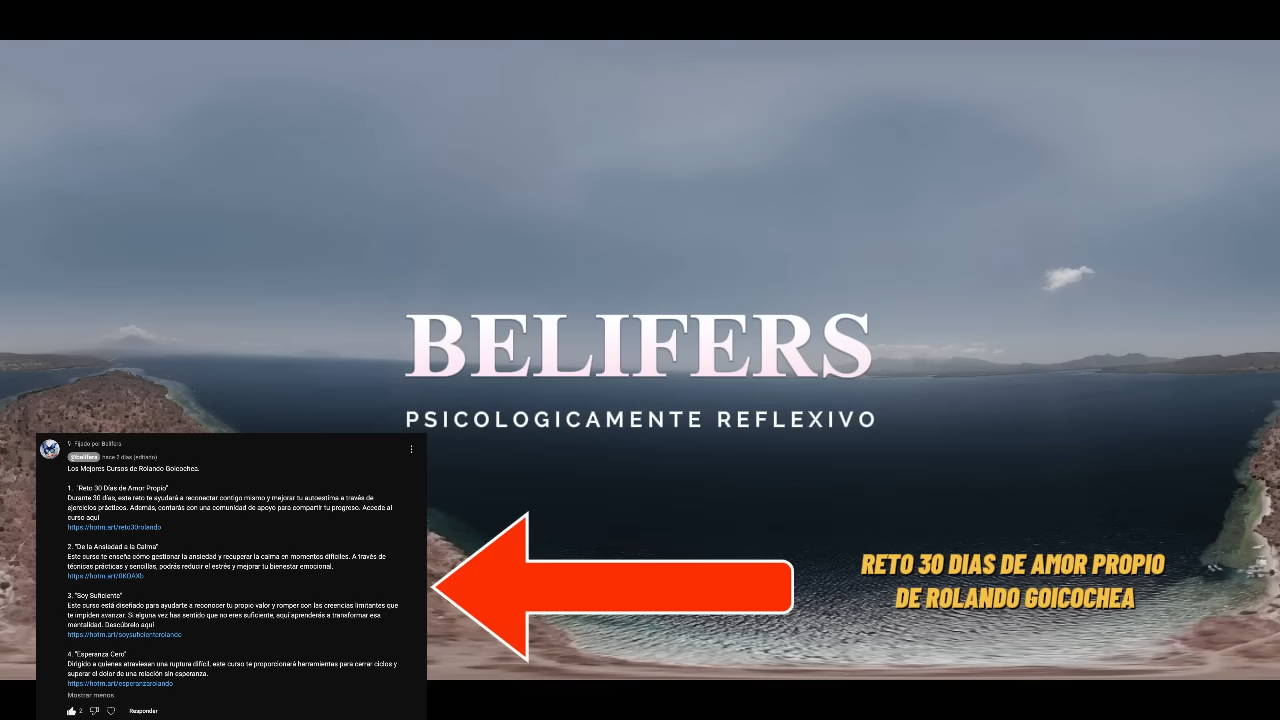 BELIFERS
PSICOLOGICAMENTE REFLEXIVO
Fijado por Belifers
@belifers hace 2 días (editado)
Los Mejores Cursos de Rolando Goicochea.
1. "Reto 30 Días de Amor Propio"
Durante 30 días, este reto te ayudará a reconectar contigo mismo y mejorar tu autoestima a través de
ejercicios prácticos. Además, contarás con una comunidad de apoyo para compartir tu progreso. Accede al
curso aquí
https://hotm.art/reto30rolando
2. "De la Ansiedad a la Calma"
Este curso te enseña cómo gestionar la ansiedad y recuperar la calma en momentos difíciles. A través de
técnicas prácticas y sencillas, podrás reducir el estrés y mejorar tu bienestar emocional.
https://hotm.art/0KOAXb
3. "Soy Suficiente"
Este curso está diseñado para ayudarte a reconocer tu propio valor y romper con las creencias limitantes que
te impiden avanzar. Si alguna vez has sentido que no eres suficiente, aquí aprenderás a transformar esa
mentalidad. Descúbrelo aquí
https://hotm.art/soysuficienterolando
4. "Esperanza Cero"
Dirigido a quienes atraviesan una ruptura difícil, este curso te proporcionará herramientas para cerrar ciclos y
superar el dolor de una relación sin esperanza.
https://hotm.art/esperanzarolando
Mostrar menos
2
Responder
RETO 30 DIAS DE AMOR PROPIO
DE ROLANDO GOICOCHEA